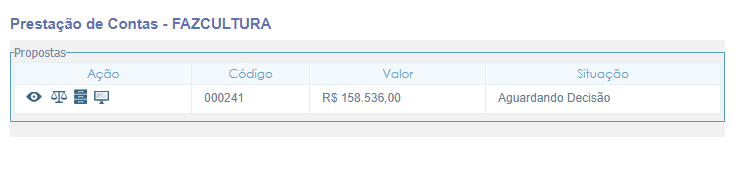 Prestação de Contas - FAZCULTURA
Propostas
Ação Código Valor Situação
000241 R$ 158.536,00 Aguardando Decisão